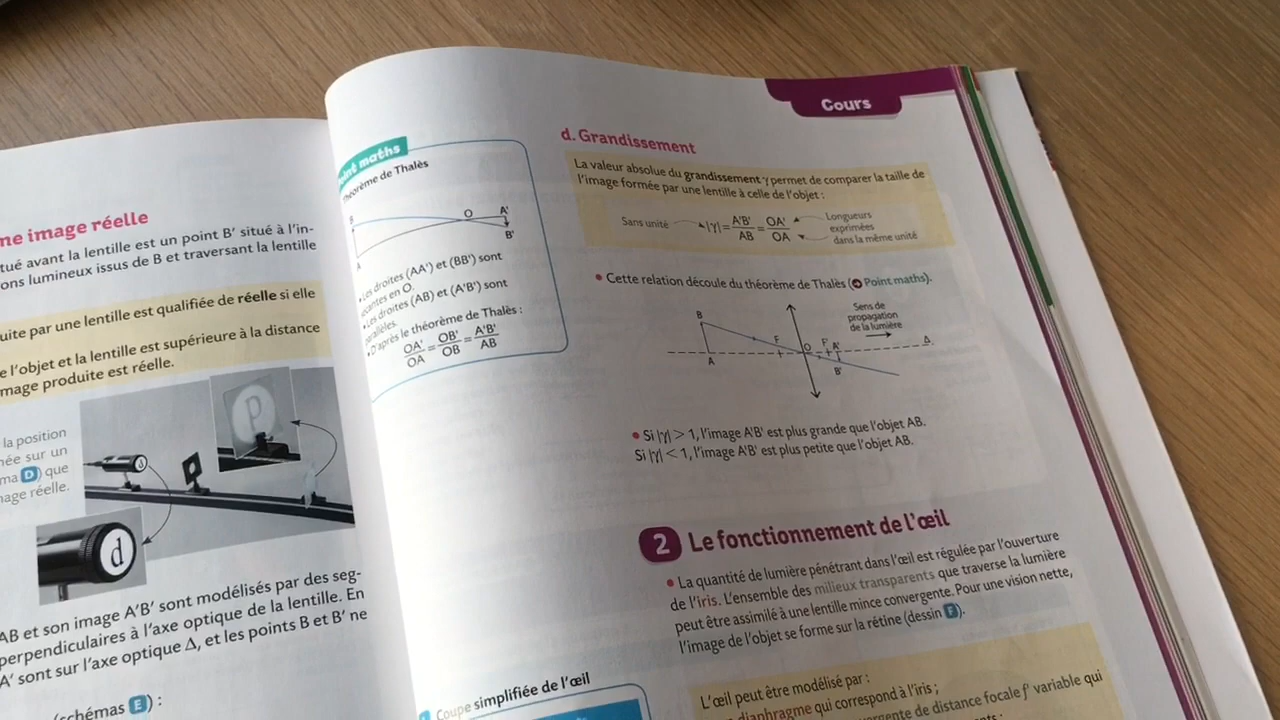 ne image réelle
tué avant la lentille est un point B' situé à l'in-
ons lumineux issus de B et traversant la lentille
uite par une lentille est qualifiée de réelle si elle
e l'objet et la lentille est supérieure à la distance
mage produite est réelle.
la position
née sur un
ma D) que
mage réelle.
p
d
d
AB et son image A'B' sont modélisés par des seg-
perpendiculaires à l'axe optique de la lentille. En
A' sont sur l'axe optique Δ, et les points B et B' ne
(schémas E) :
Cours
Point maths
Théorème de Thalès
B
O
A'
B'
A
• Les droites (AA') et (BB') sont
sécantes en O.
• Les droites (AB) et (A'B') sont
parallèles.
• D'après le théorème de Thalès :
OA'/OA = OB'/OB = A'B'/AB
d. Grandissement
La valeur absolue du grandissement γ permet de comparer la taille de
l'image formée par une lentille à celle de l'objet :
Sans unité
|γ| = A'B'/AB = OA'/OA
Longueurs
exprimées
dans la même unité
• Cette relation découle du théorème de Thalès (Point maths).
B
A
F
O
F'
A'
B'
Sens de
propagation
de la lumière
Δ
• Si |γ| > 1, l'image A'B' est plus grande que l'objet AB.
Si |γ| < 1, l'image A'B' est plus petite que l'objet AB.
2 Le fonctionnement de l'œil
• La quantité de lumière pénétrant dans l'œil est régulée par l'ouverture
de l'iris. L'ensemble des milieux transparents que traverse la lumière
peut être assimilé à une lentille mince convergente. Pour une vision nette,
l'image de l'objet se forme sur la rétine (dessin F).
Coupe simplifiée de l'œil
L'œil peut être modélisé par :
diaphragme qui correspond à l'iris ;
vergente de distance focale f' variable qui